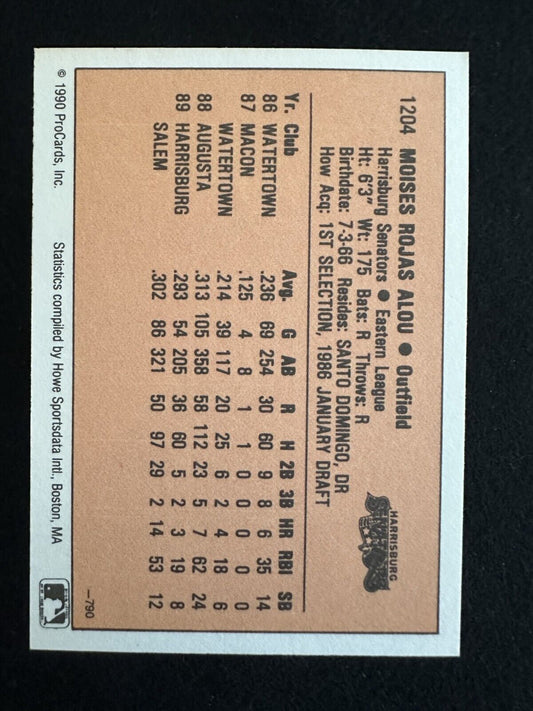 1204 MOISES ROJAS ALOU ● Outfield
Harrisburg Senators ● Eastern League
Ht: 6'3" Wt: 175 Bats: R Throws: R
Birthdate: 7-3-66 Resides: SANTO DOMINGO, DR
How Acq: 1ST SELECTION, 1986 JANUARY DRAFT
HARRISBURG
SENATORS
Yr. Club Avg. G AB R H 2B 3B HR RBI SB
86 WATERTOWN .236 69 254 30 60 9 8 6 35 14
87 MACON .125 4 8 1 1 0 0 0 0 0
WATERTOWN .214 39 117 20 25 6 2 4 18 6
88 AUGUSTA .313 105 358 58 112 23 5 7 62 24
89 HARRISBURG .293 54 205 36 60 5 2 3 19 8
SALEM .302 86 321 50 97 29 2 14 53 12
—790
© 1990 ProCards, Inc. Statistics compiled by Howe Sportsdata Intl., Boston, MA